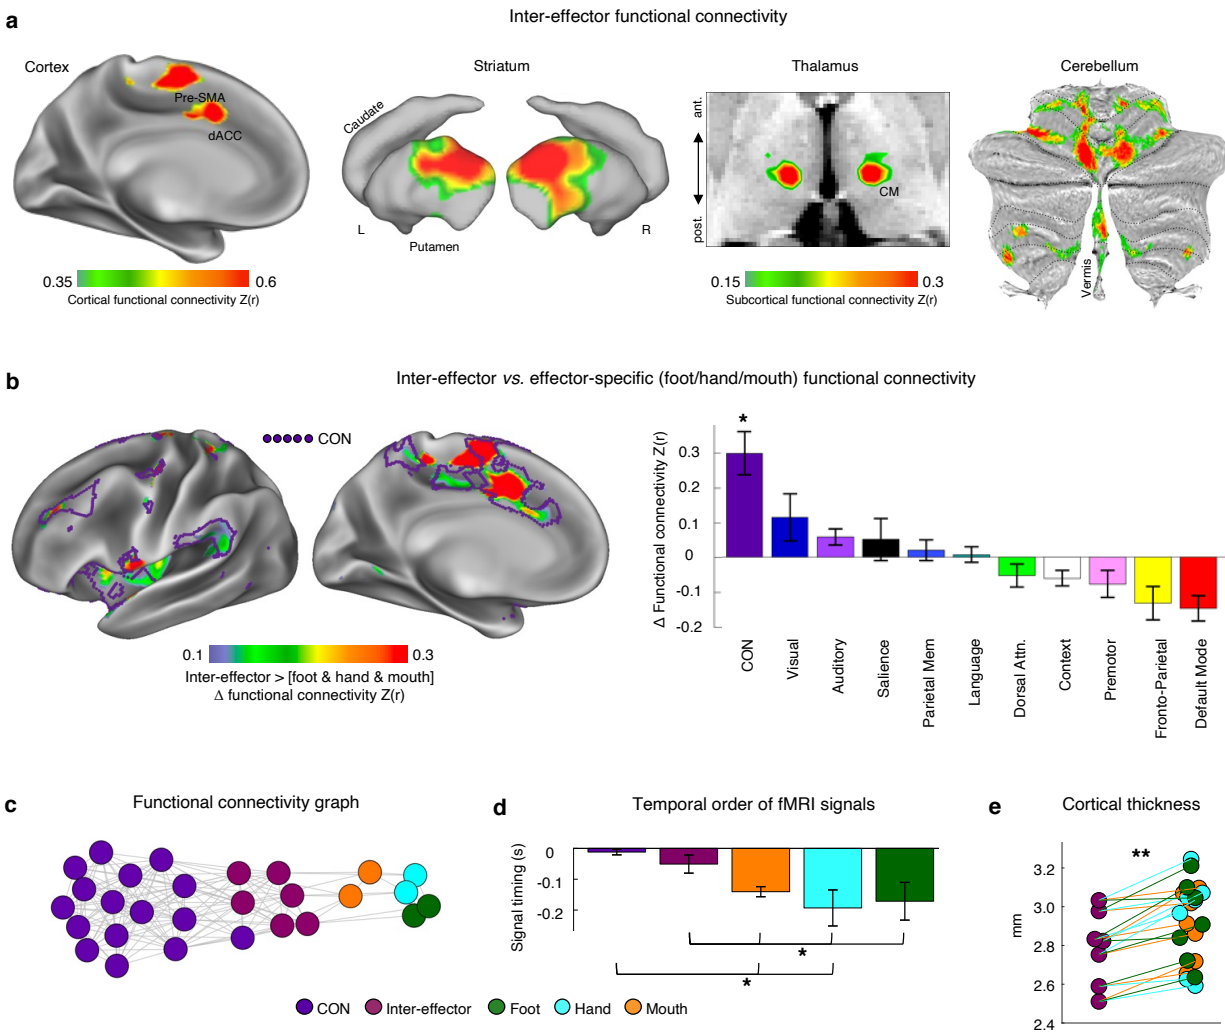 a
Inter-effector functional connectivity
Cortex
Striatum
Thalamus
Cerebellum
Pre-SMA
dACC
Caudate
L
Putamen
R
ant.
post.
CM
Vermis
0.35
0.6
Cortical functional connectivity Z(r)
0.15
0.3
Subcortical functional connectivity Z(r)
b
Inter-effector vs. effector-specific (foot/hand/mouth) functional connectivity
CON
0.1
0.3
Inter-effector > [foot & hand & mouth]
Δ functional connectivity Z(r)
*
Δ Functional connectivity Z(r)
0.3
0.2
0.1
0
-0.1
-0.2
CON
Visual
Auditory
Salience
Parietal Mem
Language
Dorsal Attn.
Context
Premotor
Fronto-Parietal
Default Mode
c
Functional connectivity graph
d
Temporal order of fMRI signals
Signal timing (s)
0
-0.1
-0.2
*
*
e
Cortical thickness
**
mm
3.2
3.0
2.8
2.6
2.4
CON
Inter-effector
Foot
Hand
Mouth